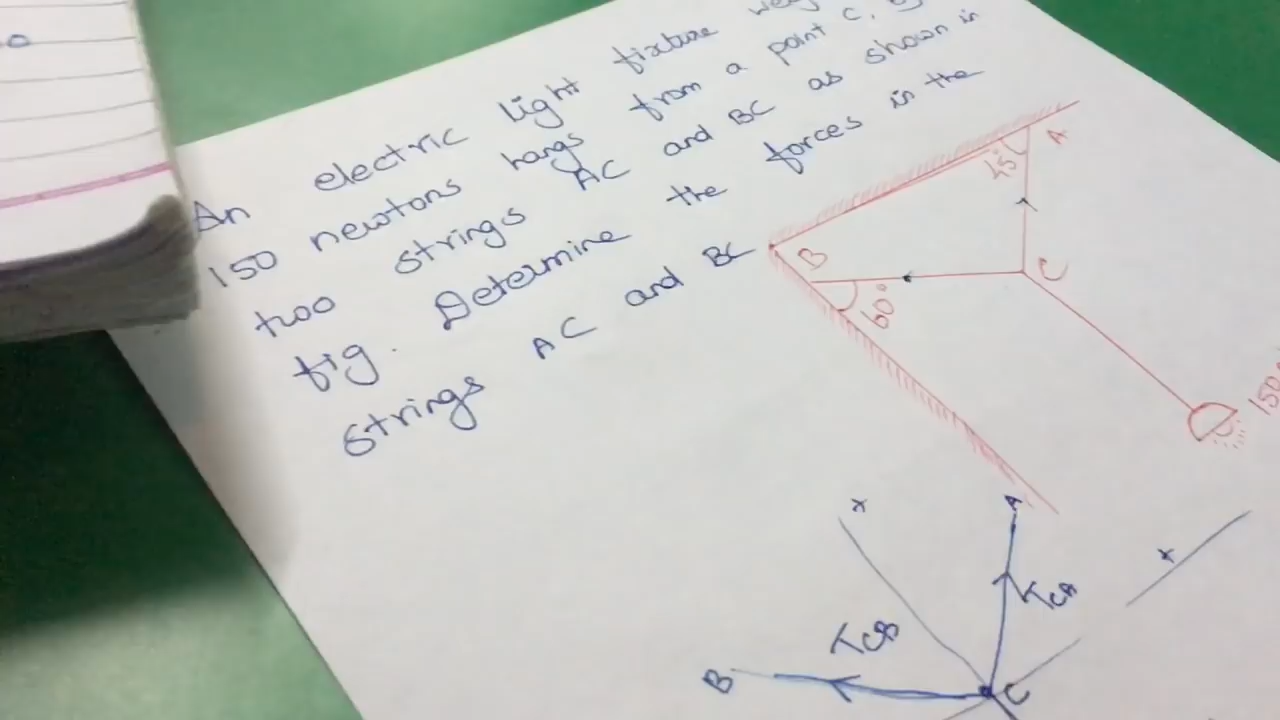 An electric light fixture
150 newtons hangs from a point C, by
two strings AC and BC as shown in
fig. Determine the forces in the
strings AC and BC
A
45°
B
60°
C
150
x
A
x
TCA
TCB
B
C